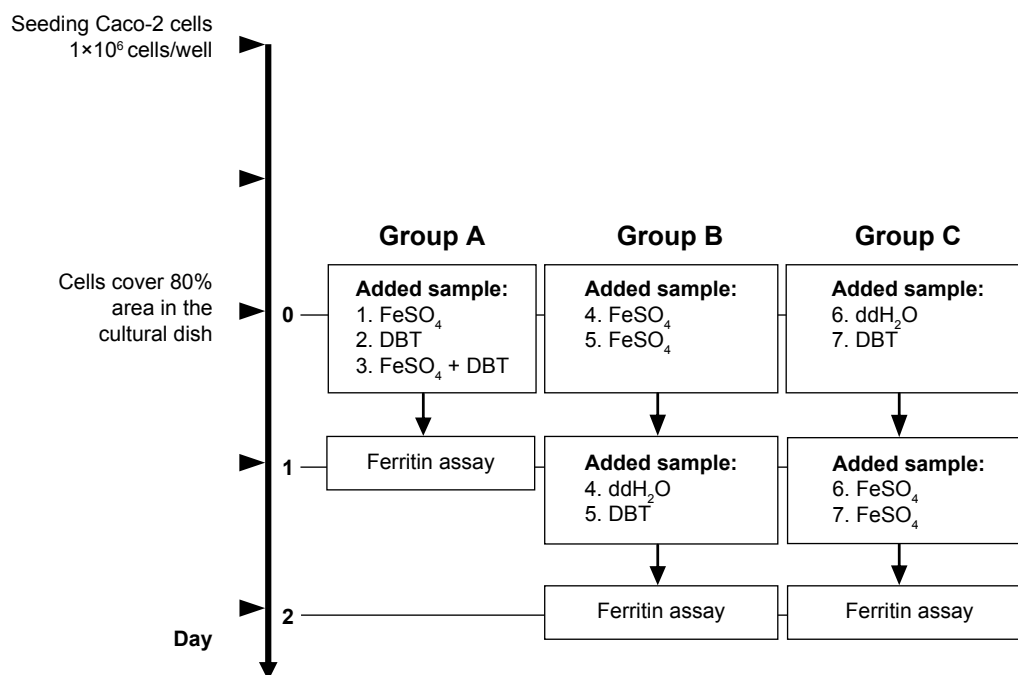 Seeding Caco-2 cells
1×10⁶ cells/well
Group A
Group B
Group C
Cells cover 80%
area in the
cultural dish
0
Added sample:
1. FeSO₄
2. DBT
3. FeSO₄ + DBT
Added sample:
4. FeSO₄
5. FeSO₄
Added sample:
6. ddH₂O
7. DBT
1
Ferritin assay
Added sample:
4. ddH₂O
5. DBT
Added sample:
6. FeSO₄
7. FeSO₄
2
Ferritin assay
Ferritin assay
Day